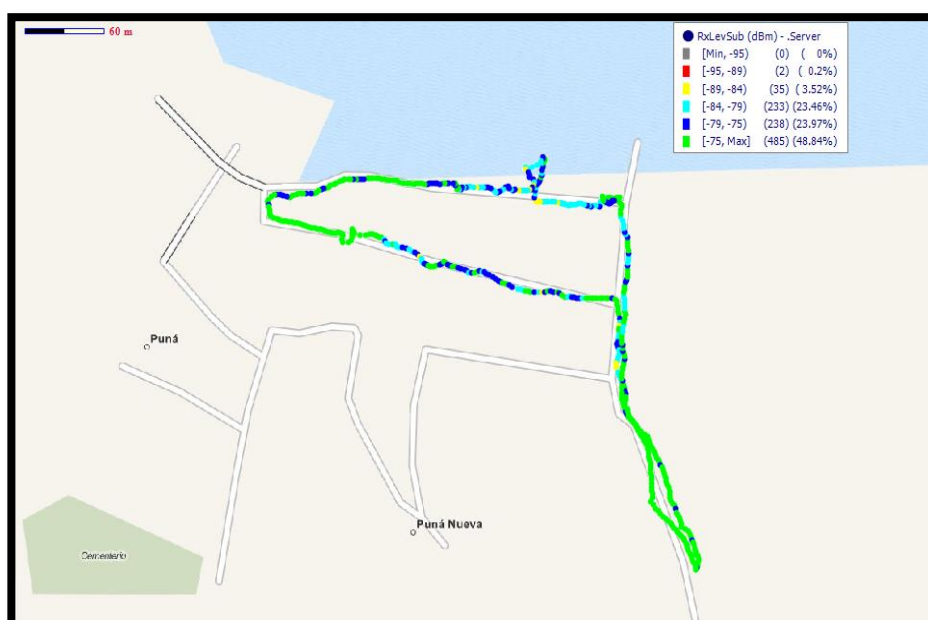 60 m
RxLevSub (dBm) - .Server
[Min, -95) (0) ( 0%)
[-95, -89) (2) ( 0.2%)
[-89, -84) (35) ( 3.52%)
[-84, -79) (233) (23.46%)
[-79, -75) (238) (23.97%)
[-75, Max] (485) (48.84%)
Puná
Puná Nueva
Cementerio